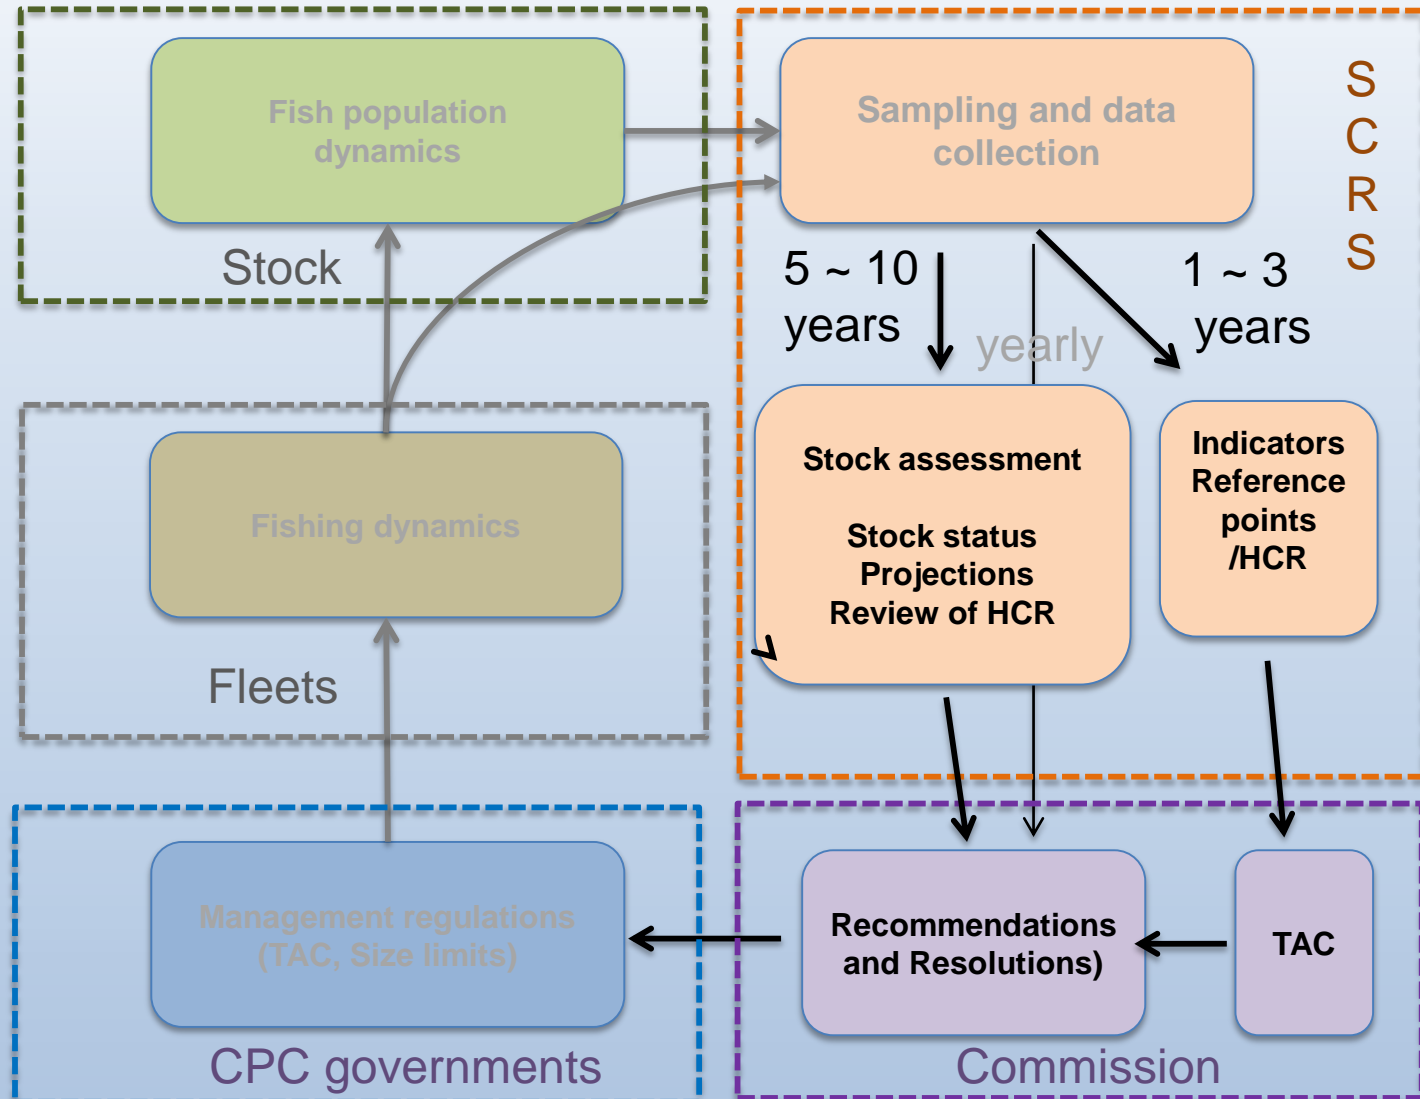 Fish population
dynamics
Stock
Sampling and data
collection
S
C
R
S
5 ~ 10
years
yearly
1 ~ 3
years
Fishing dynamics
Fleets
Stock assessment
Stock status
Projections
Review of HCR
Indicators
Reference
points
/HCR
Management regulations
(TAC, Size limits)
CPC governments
Recommendations
and Resolutions)
TAC
Commission